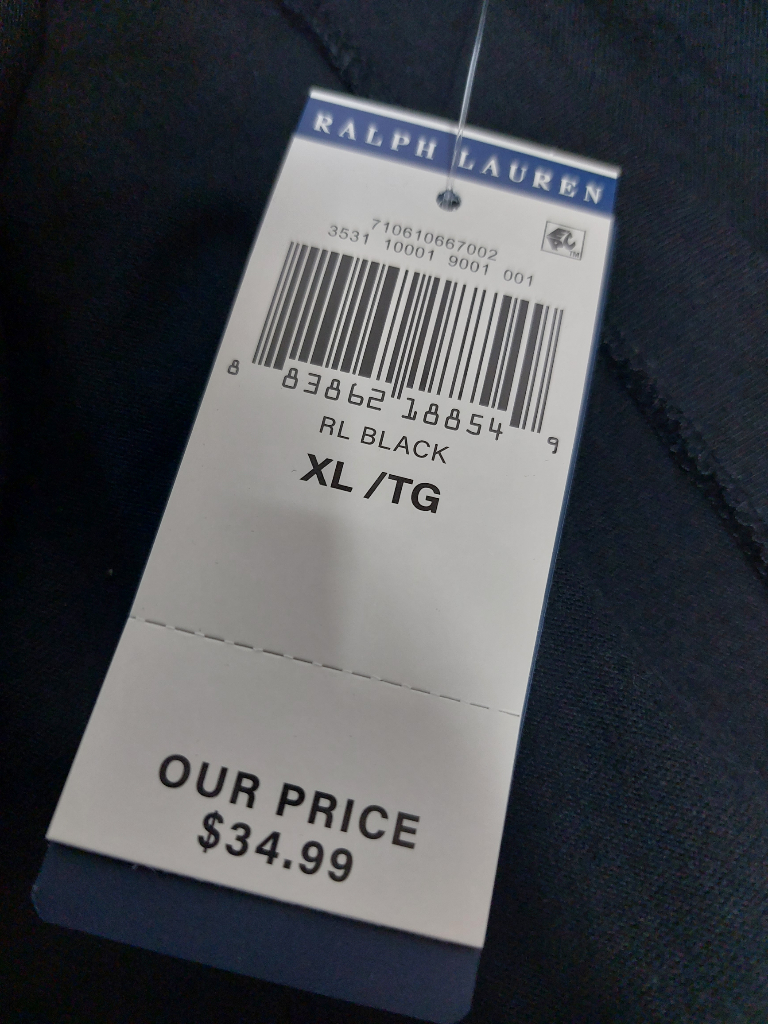 RALPH LAUREN
710610667002
3531 10001 9001 001
8 83862 18854 9
RL BLACK
XL /TG
OUR PRICE
$34.99